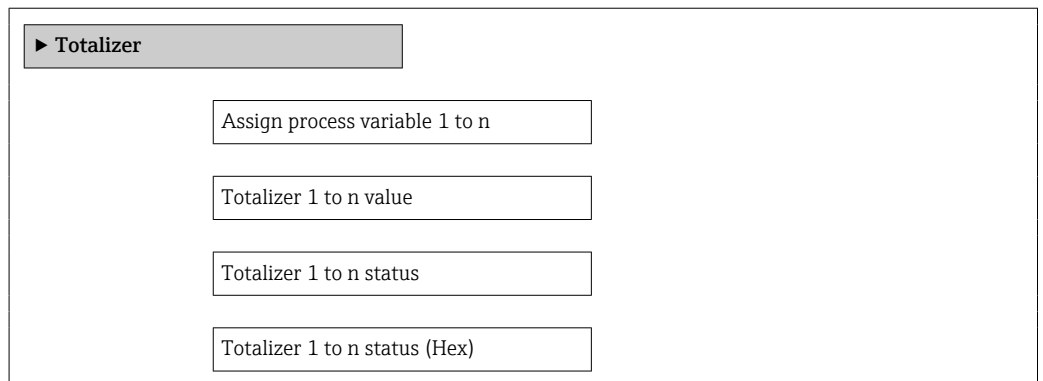 ▶ Totalizer
Assign process variable 1 to n
Totalizer 1 to n value
Totalizer 1 to n status
Totalizer 1 to n status (Hex)